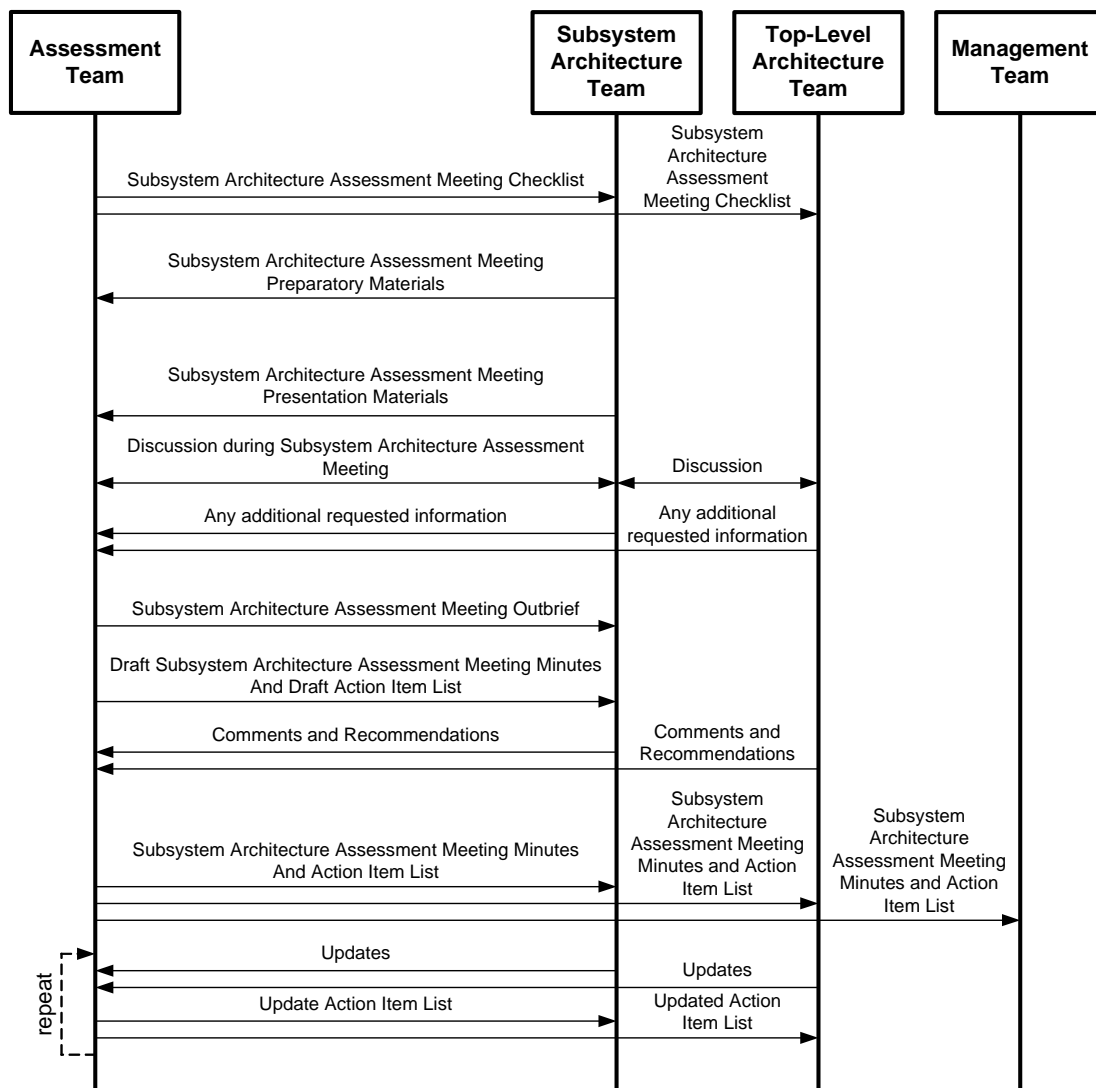 Assessment
Team
Subsystem
Architecture
Team
Top-Level
Architecture
Team
Management
Team
Subsystem Architecture Assessment Meeting Checklist
Subsystem
Architecture
Assessment
Meeting Checklist
Subsystem Architecture Assessment Meeting
Preparatory Materials
Subsystem Architecture Assessment Meeting
Presentation Materials
Discussion during Subsystem Architecture Assessment
Meeting
Discussion
Any additional requested information
Any additional
requested information
Subsystem Architecture Assessment Meeting Outbrief
Draft Subsystem Architecture Assessment Meeting Minutes
And Draft Action Item List
Comments and Recommendations
Comments and
Recommendations
Subsystem Architecture Assessment Meeting Minutes
And Action Item List
Subsystem
Architecture
Assessment Meeting
Minutes and Action
Item List
Subsystem
Architecture
Assessment Meeting
Minutes and Action
Item List
repeat
Updates
Updates
Update Action Item List
Updated Action
Item List